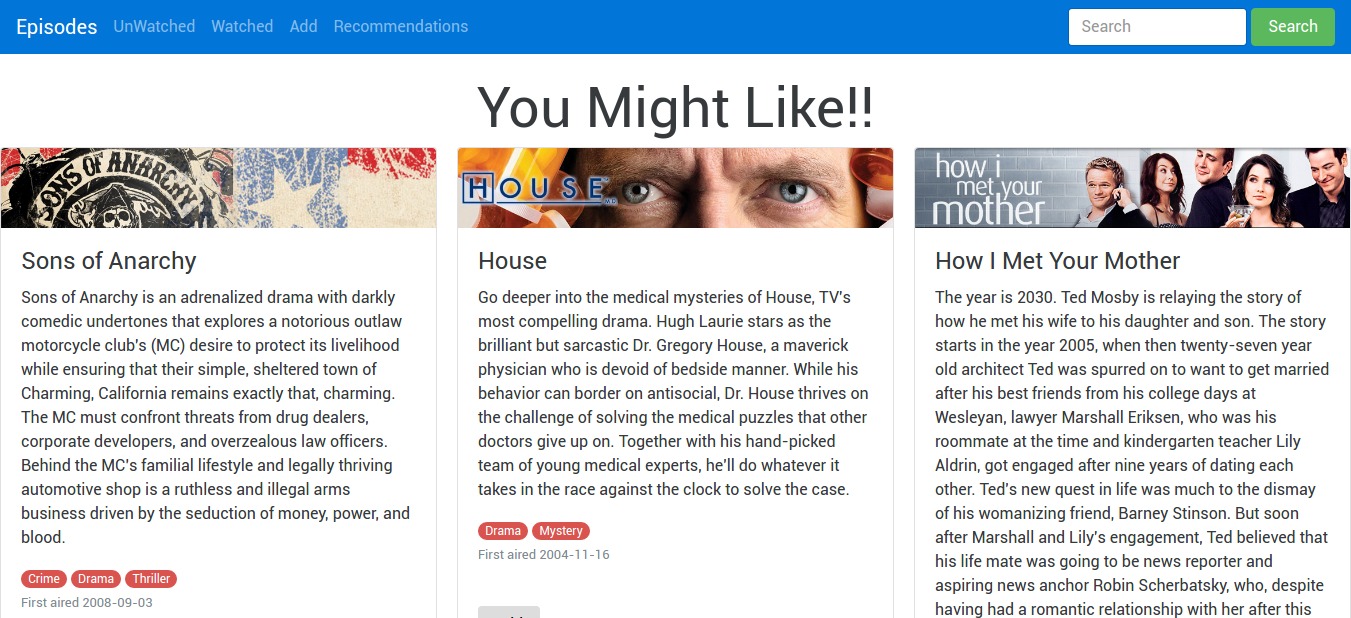 Episodes UnWatched Watched Add Recommendations Search Search
You Might Like!!
SONS OF ANARCHY
Sons of Anarchy
Sons of Anarchy is an adrenalized drama with darkly
comedic undertones that explores a notorious outlaw
motorcycle club's (MC) desire to protect its livelihood
while ensuring that their simple, sheltered town of
Charming, California remains exactly that, charming.
The MC must confront threats from drug dealers,
corporate developers, and overzealous law officers.
Behind the MC's familial lifestyle and legally thriving
automotive shop is a ruthless and illegal arms
business driven by the seduction of money, power, and
blood.
Crime Drama Thriller
First aired 2008-09-03
HOUSE M.D.
House
Go deeper into the medical mysteries of House, TV's
most compelling drama. Hugh Laurie stars as the
brilliant but sarcastic Dr. Gregory House, a maverick
physician who is devoid of bedside manner. While his
behavior can border on antisocial, Dr. House thrives on
the challenge of solving the medical puzzles that other
doctors give up on. Together with his hand-picked
team of young medical experts, he'll do whatever it
takes in the race against the clock to solve the case.
Drama Mystery
First aired 2004-11-16
how i
met your
mother
How I Met Your Mother
The year is 2030. Ted Mosby is relaying the story of
how he met his wife to his daughter and son. The story
starts in the year 2005, when then twenty-seven year
old architect Ted was spurred on to want to get married
after his best friends from his college days at
Wesleyan, lawyer Marshall Eriksen, who was his
roommate at the time and kindergarten teacher Lily
Aldrin, got engaged after nine years of dating each
other. Ted's new quest in life was much to the dismay
of his womanizing friend, Barney Stinson. But soon
after Marshall and Lily's engagement, Ted believed that
his life mate was going to be news reporter and
aspiring news anchor Robin Scherbatsky, who, despite
having had a romantic relationship with her after this